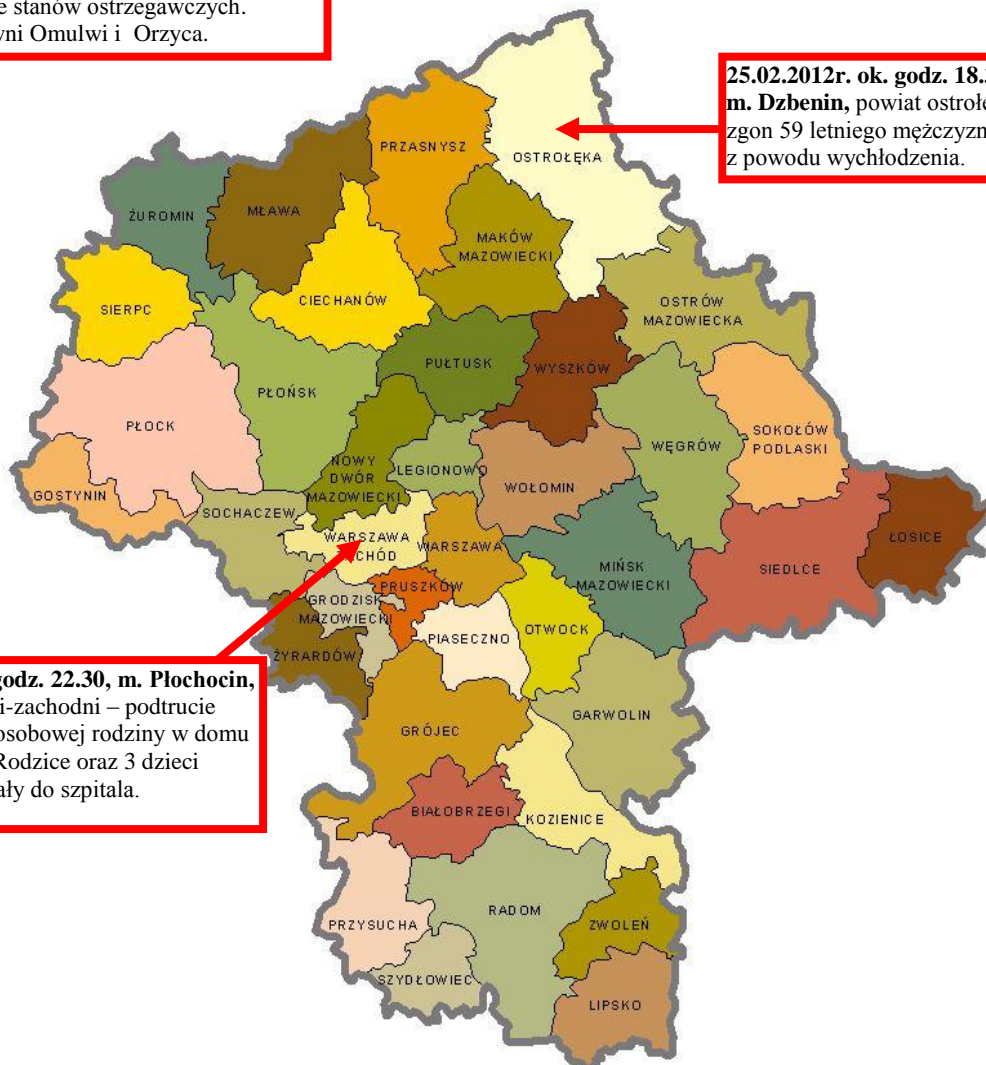 e stanów ostrzegawczych.
yni Omulwi i Orzyca.
25.02.2012r. ok. godz. 18.
m. Dzbenin, powiat ostrołę
zgon 59 letniego mężczyzn
z powodu wychłodzenia.
PRZASNYSZ
OSTROŁĘKA
ŻUROMIN
MŁAWA
MAKÓW
MAZOWIECKI
SIERPC
CIECHANÓW
OSTRÓW
MAZOWIECKA
PUŁTUSK
WYSZKÓW
PŁOŃSK
PŁOCK
SOKOŁÓW
PODLASKI
WĘGRÓW
NOWY
DWÓR
MAZOWIECKI
LEGIONOWO
WOŁOMIN
GOSTYNIN
SOCHACZEW
WARSZAWA
CHÓD
WARSZAWA
ŁOSICE
MIŃSK
MAZOWIECKI
SIEDLCE
PRUSZKÓW
GRODZISK
MAZOWIECKI
PIASECZNO
OTWOCK
ŻYRARDÓW
godz. 22.30, m. Płochocin,
i-zachodni – podtrucie
osobowej rodziny w domu
Rodzice oraz 3 dzieci
ały do szpitala.
GARWOLIN
GRÓJEC
BIAŁOBRZEGI
KOZIENICE
RADOM
PRZYSUCHA
ZWOLEŃ
SZYDŁOWIEC
LIPSKO